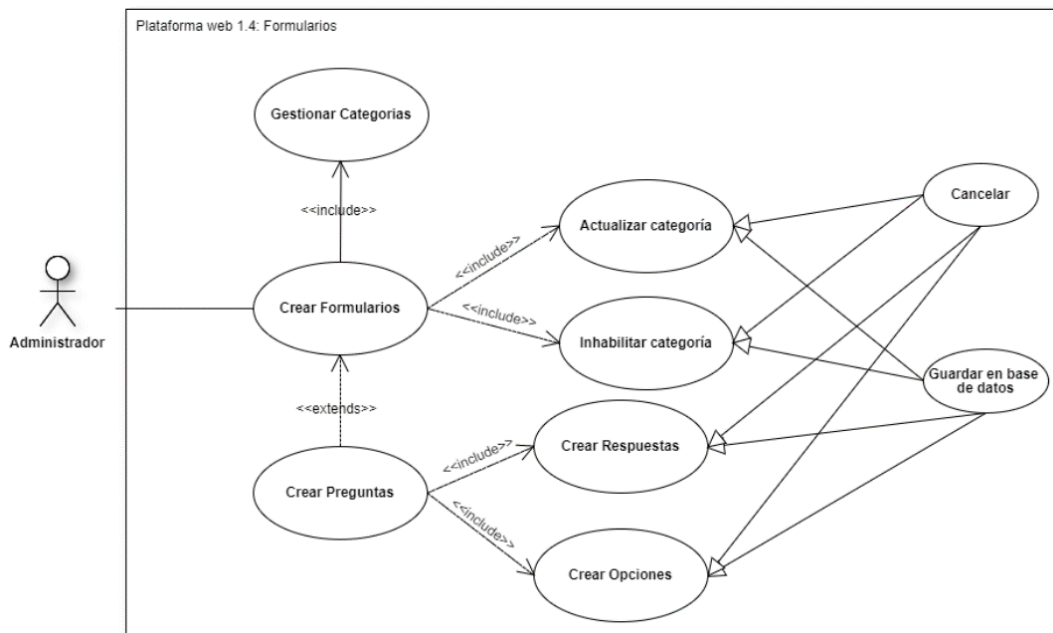 Plataforma web 1.4: Formularios
Gestionar Categorias
<<include>>
Actualizar categoría
Cancelar
<<include>>
Crear Formularios
<<include>>
Inhabilitar categoría
Administrador
Guardar en base
de datos
<<extends>>
Crear Respuestas
<<include>>
Crear Preguntas
<<include>>
Crear Opciones